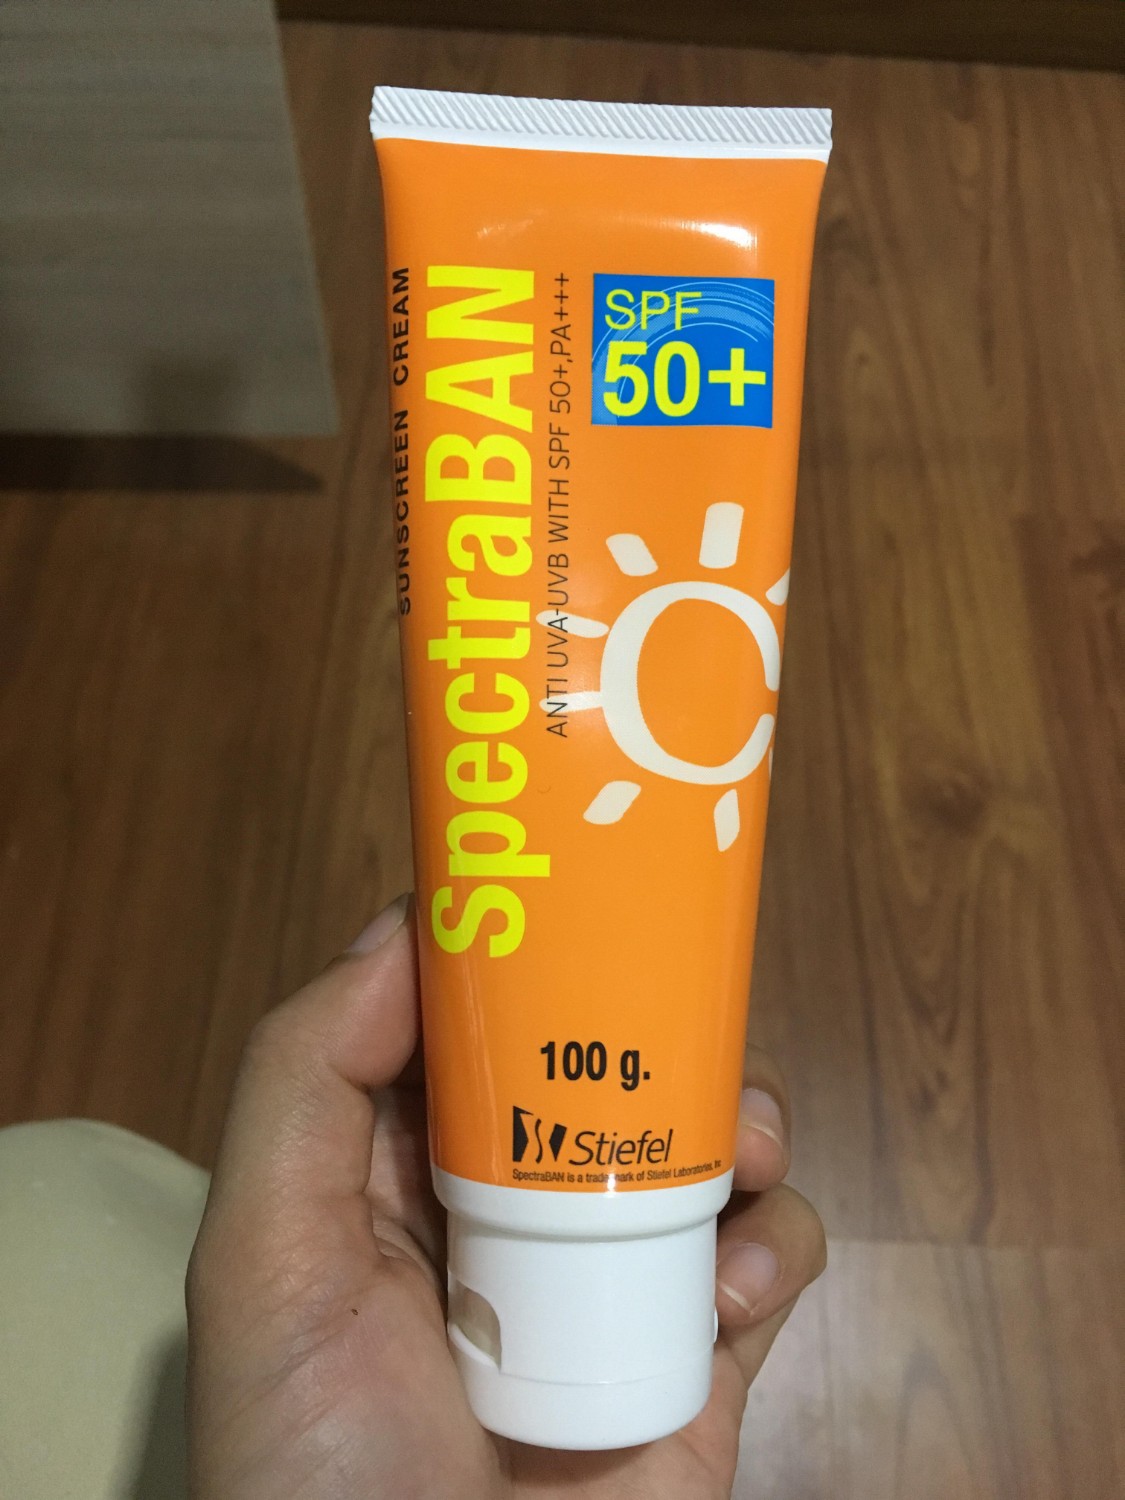 SUNSCREEN CREAM
SpectraBAN
ANTI UVA-UVB WITH SPF 50+,PA+++
SPF
50+
100 g.
Stiefel
SpectraBAN is a trademark of Stiefel Laboratories, Inc